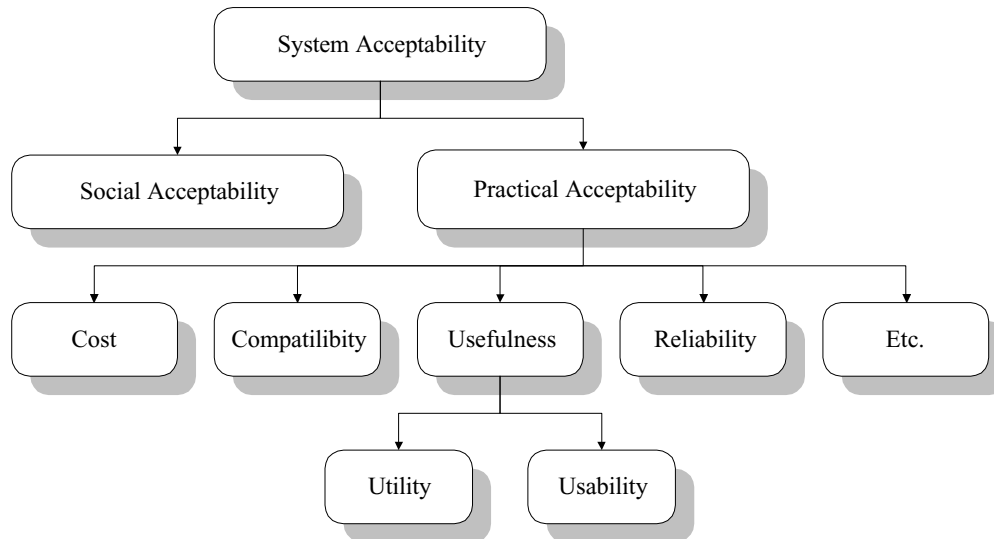 System Acceptability
Social Acceptability
Practical Acceptability
Cost
Compatilibity
Usefulness
Reliability
Etc.
Utility
Usability